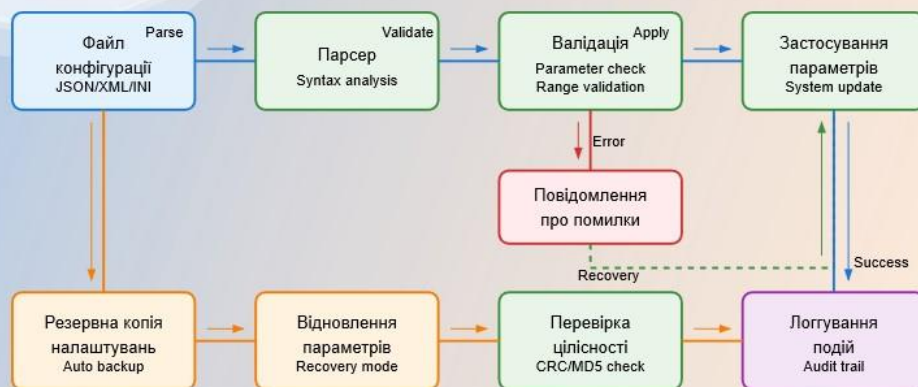 Файл
конфігурації
JSON/XML/INI
Parse
Парсер
Syntax analysis
Validate
Валідація
Parameter check
Range validation
Apply
Застосування
параметрів
System update
Error
Повідомлення
про помилки
Recovery
Success
Резервна копія
налаштувань
Auto backup
Відновлення
параметрів
Recovery mode
Перевірка
цілісності
CRC/MD5 check
Логгування
подій
Audit trail